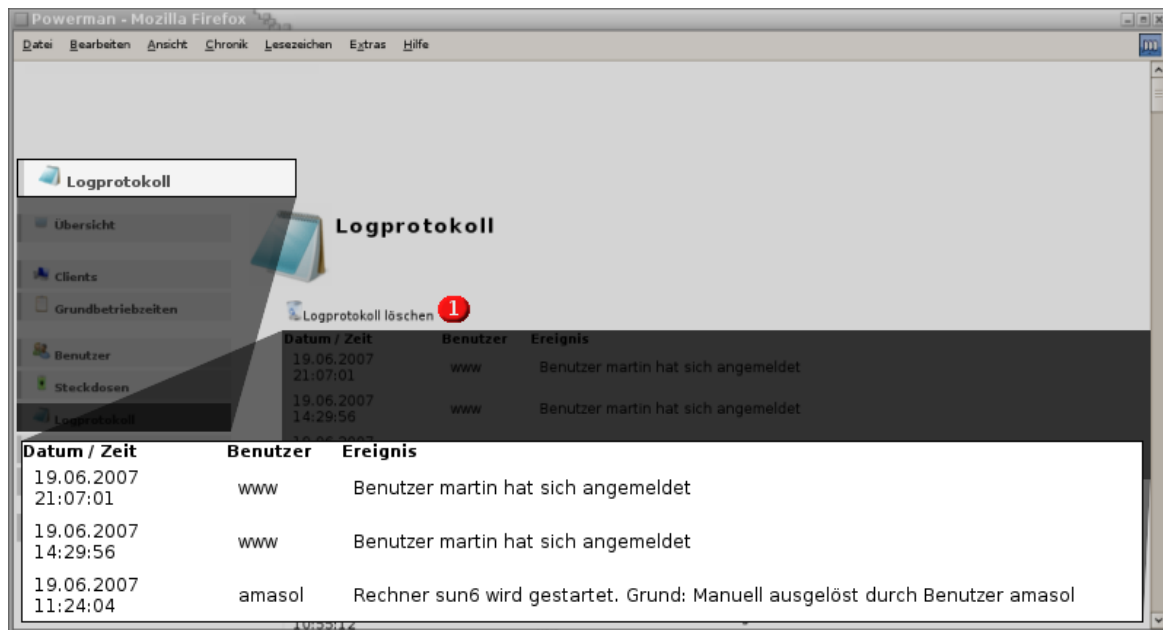 Powerman - Mozilla Firefox
Datei Bearbeiten Ansicht Chronik Lesezeichen Extras Hilfe
Logprotokoll
Übersicht
Clients
Grundbetriebzeiten
Benutzer
Steckdosen
Logprotokoll
Logprotokoll
Logprotokoll löschen 1
Datum / Zeit Benutzer Ereignis
19.06.2007
21:07:01 www Benutzer martin hat sich angemeldet
19.06.2007
14:29:56 www Benutzer martin hat sich angemeldet
Datum / Zeit Benutzer Ereignis
19.06.2007
21:07:01 www Benutzer martin hat sich angemeldet
19.06.2007
14:29:56 www Benutzer martin hat sich angemeldet
19.06.2007
11:24:04 amasol Rechner sun6 wird gestartet. Grund: Manuell ausgelöst durch Benutzer amasol